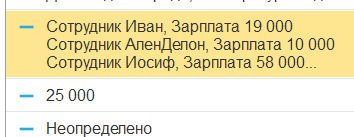 Сотрудник Иван, Зарплата 19 000
Сотрудник АленДелон, Зарплата 10 000
Сотрудник Иосиф, Зарплата 58 000...
25 000
Неопределено